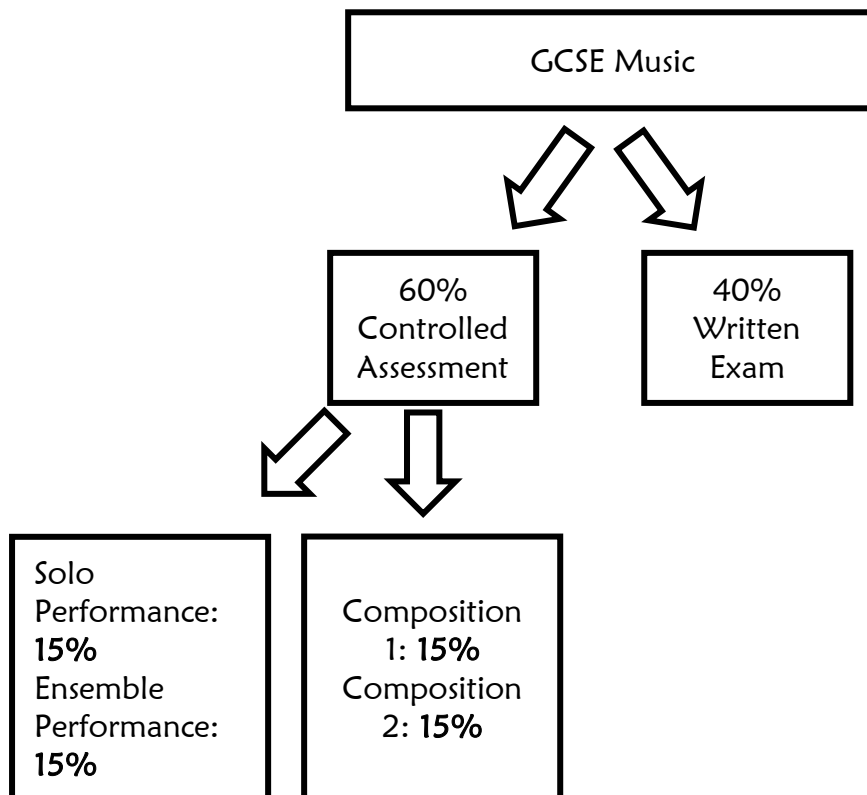 GCSE Music
60%
Controlled
Assessment
40%
Written
Exam
Solo
Performance:
15%
Ensemble
Performance:
15%
Composition
1: 15%
Composition
2: 15%